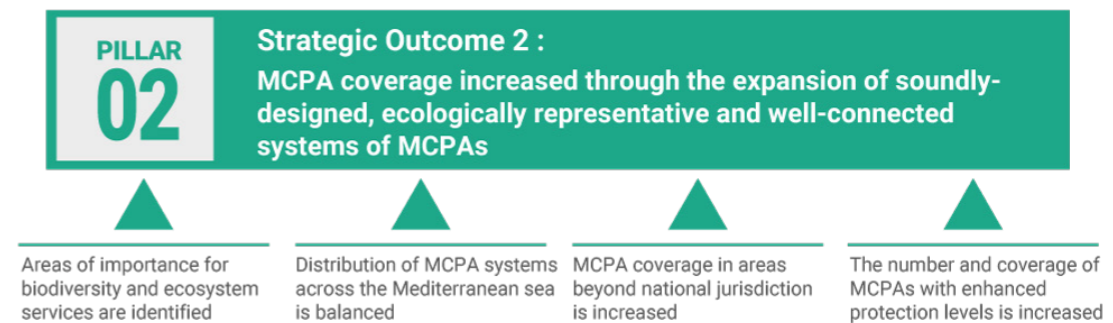 PILLAR
02
Strategic Outcome 2 :
MCPA coverage increased through the expansion of soundly-
designed, ecologically representative and well-connected
systems of MCPAs
Areas of importance for
biodiversity and ecosystem
services are identified
Distribution of MCPA systems
across the Mediterranean sea
is balanced
MCPA coverage in areas
beyond national jurisdiction
is increased
The number and coverage of
MCPAs with enhanced
protection levels is increased